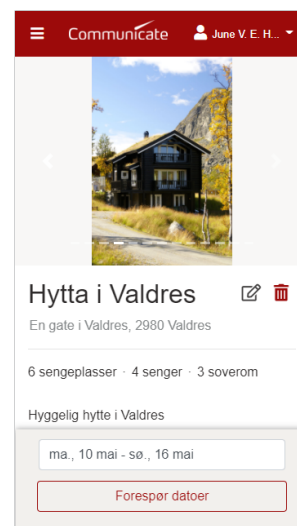 Communicate
June V. E. H...
Hytta i Valdres
En gate i Valdres, 2980 Valdres
6 sengeplasser · 4 senger · 3 soverom
Hyggelig hytte i Valdres
ma., 10 mai - sø., 16 mai
Forespør datoer